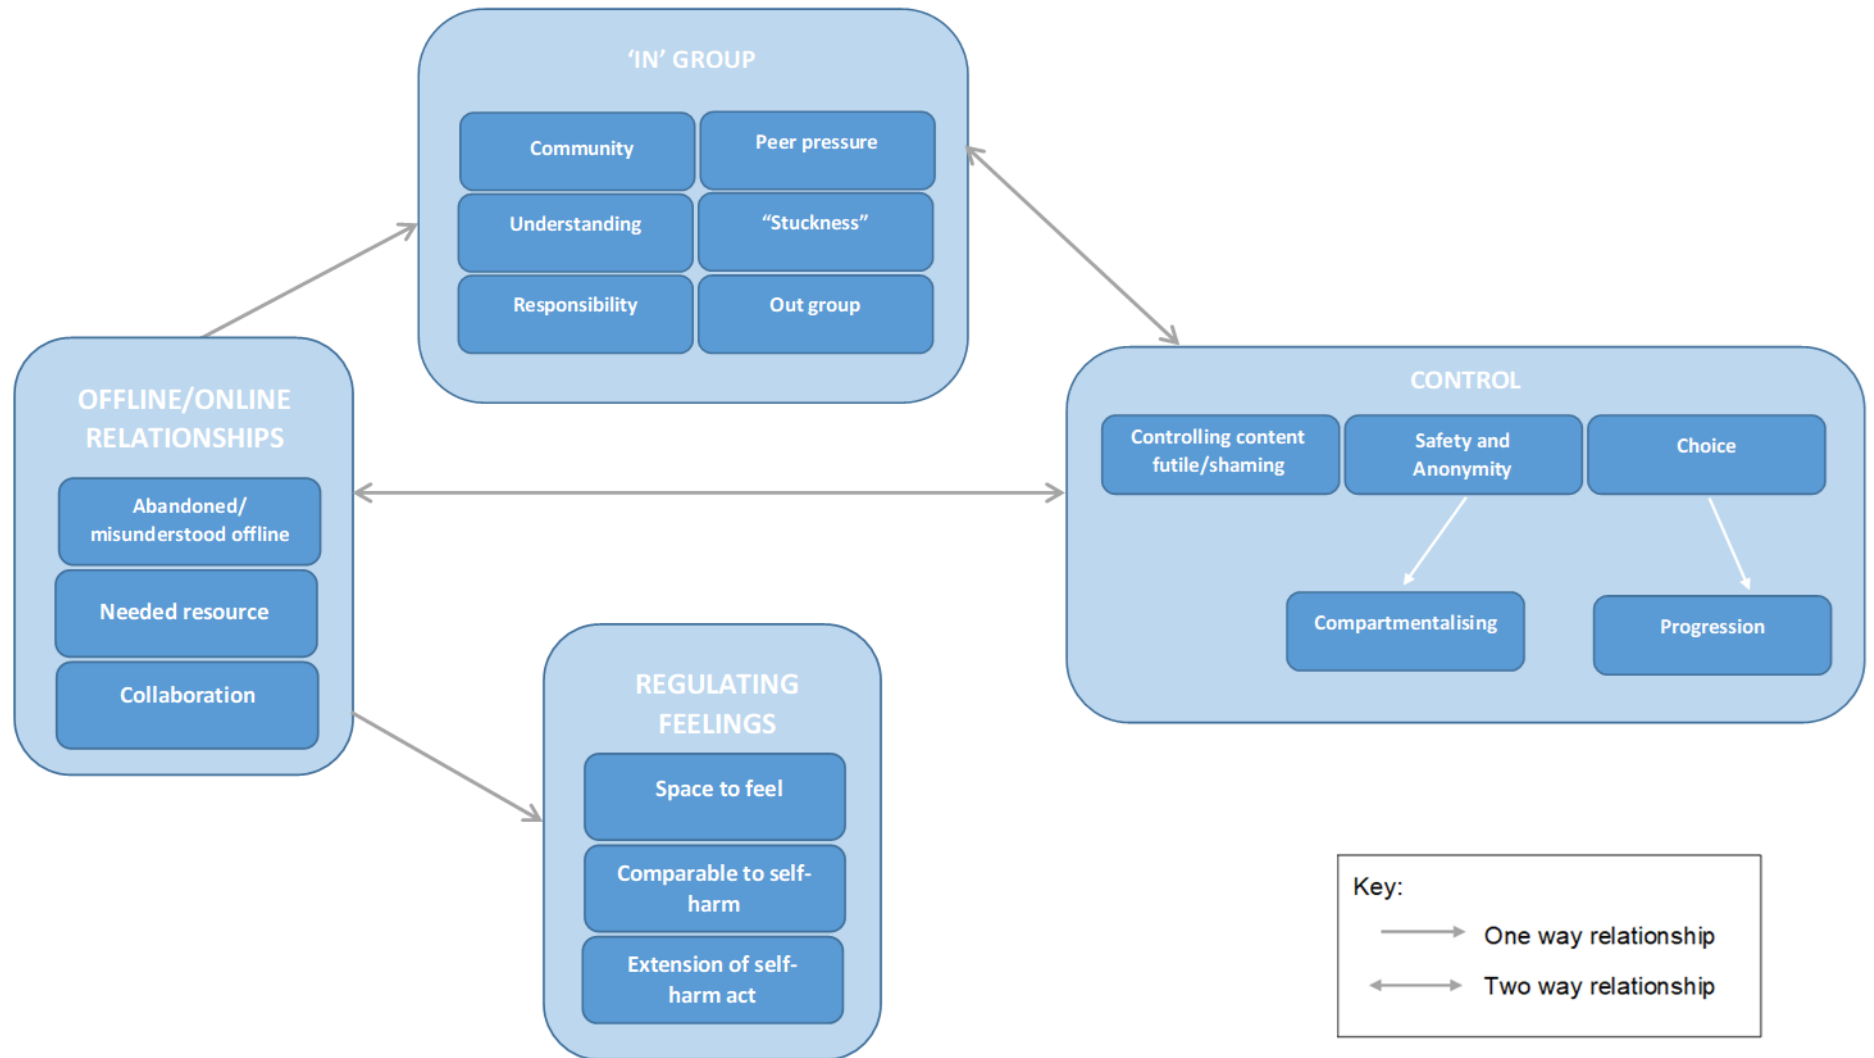 ‘IN’ GROUP
Community
Peer pressure
Understanding
“Stuckness”
Responsibility
Out group
OFFLINE/ONLINE
RELATIONSHIPS
Abandoned/
misunderstood offline
Needed resource
Collaboration
CONTROL
Controlling content
futile/shaming
Safety and
Anonymity
Choice
Compartmentalising
Progression
REGULATING
FEELINGS
Space to feel
Comparable to self-
harm
Extension of self-
harm act
Key:
One way relationship
Two way relationship